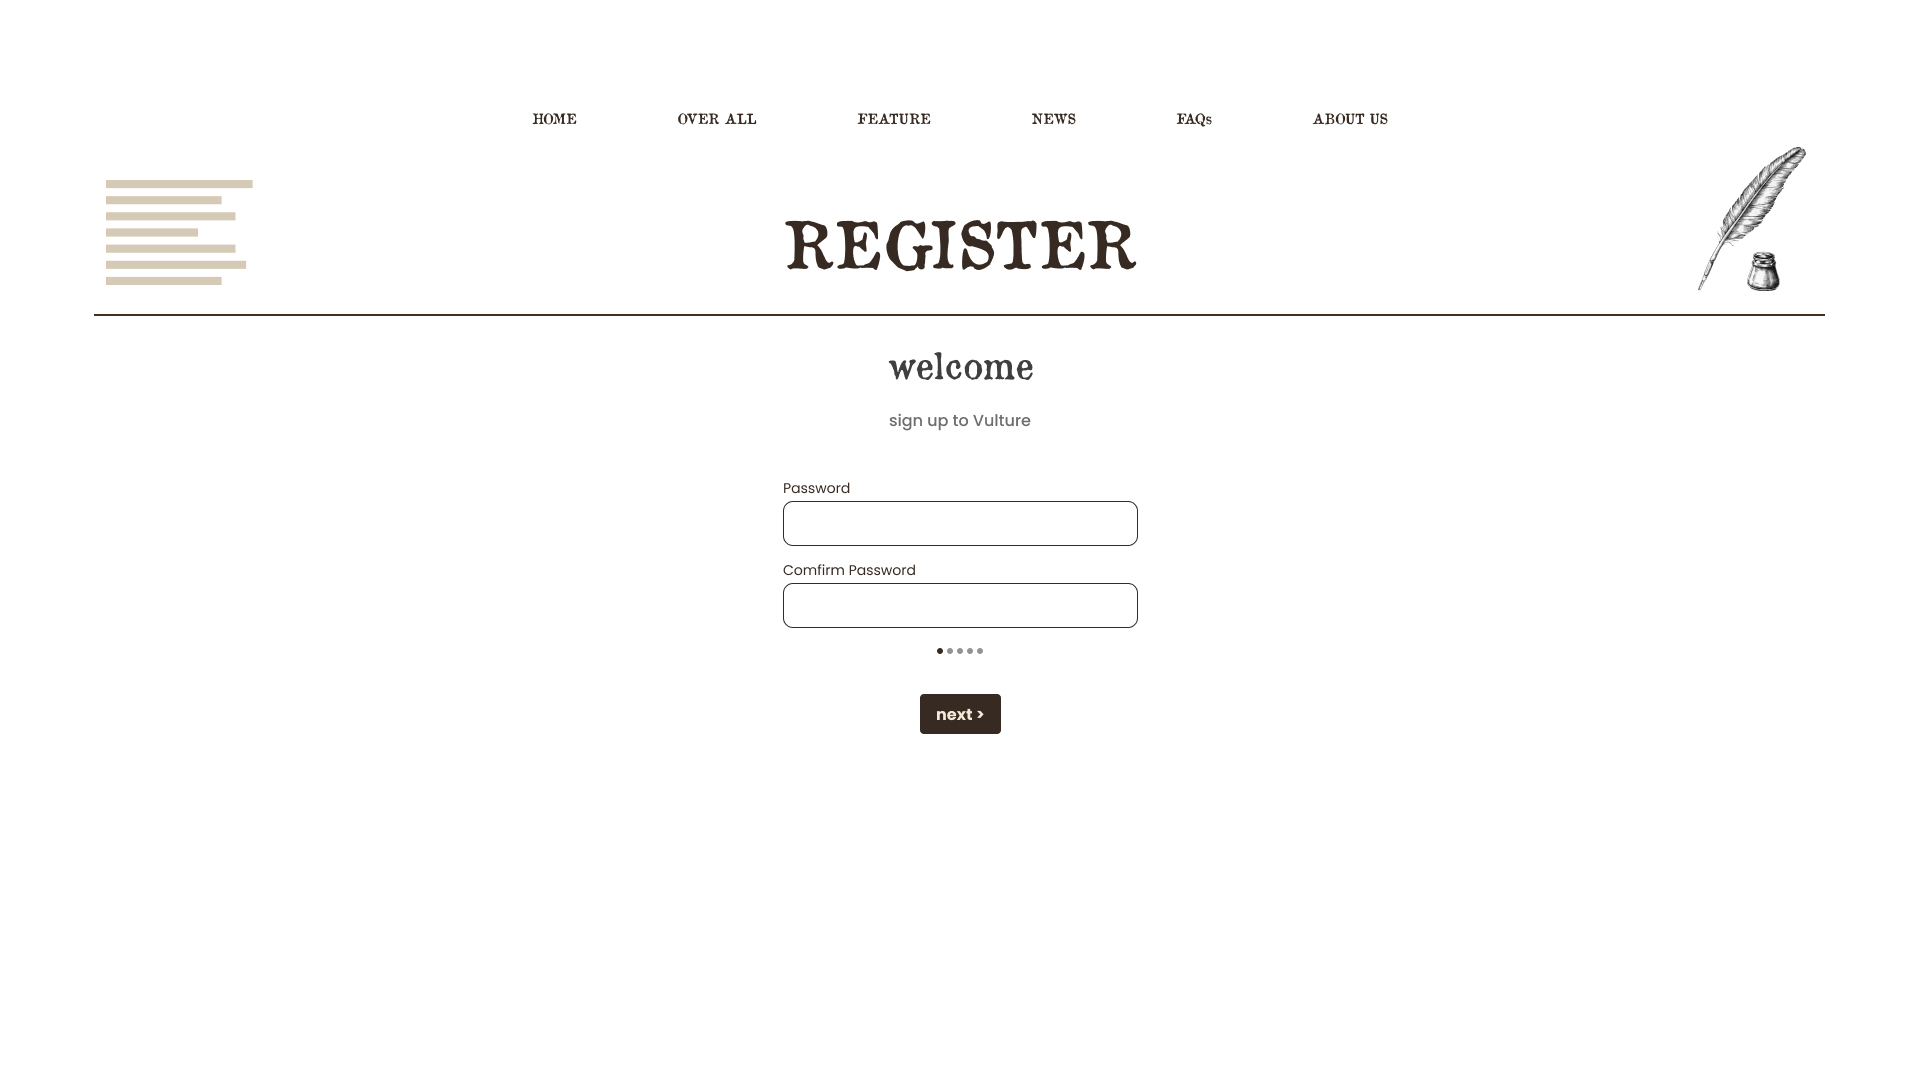 HOME OVER ALL FEATURE NEWS FAQs ABOUT US
REGISTER
welcome
sign up to Vulture
Password
Comfirm Password
next >